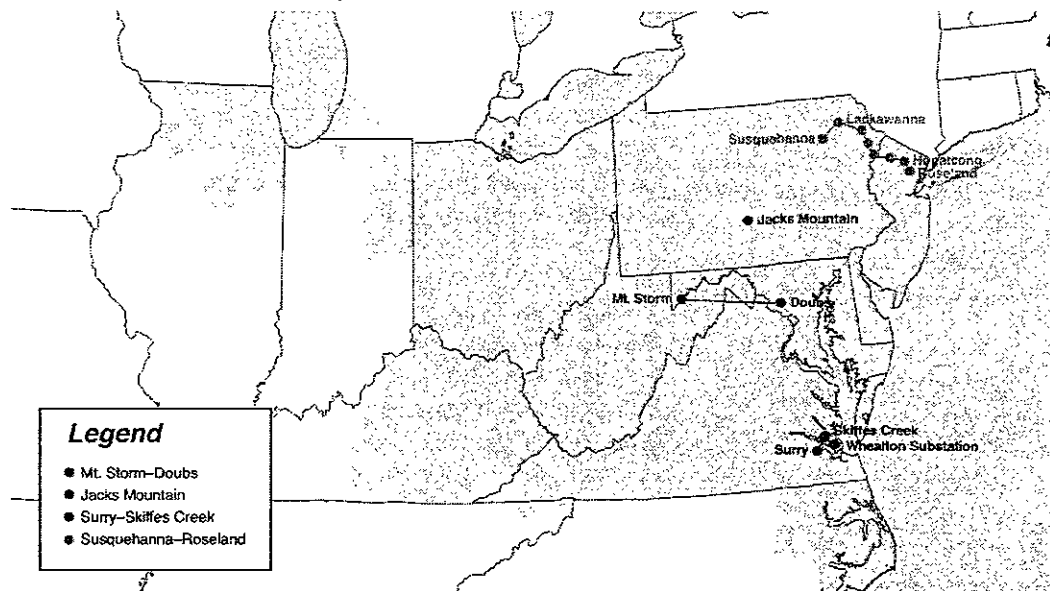 Lackawanna
Susquehanna
Hopatcong
Roseland
Jacks Mountain
Mt. Storm
Doubs
Skiffes Creek
Wheaton Substation
Surry
Legend
Mt. Storm–Doubs
Jacks Mountain
Surry–Skiffes Creek
Susquehanna–Roseland